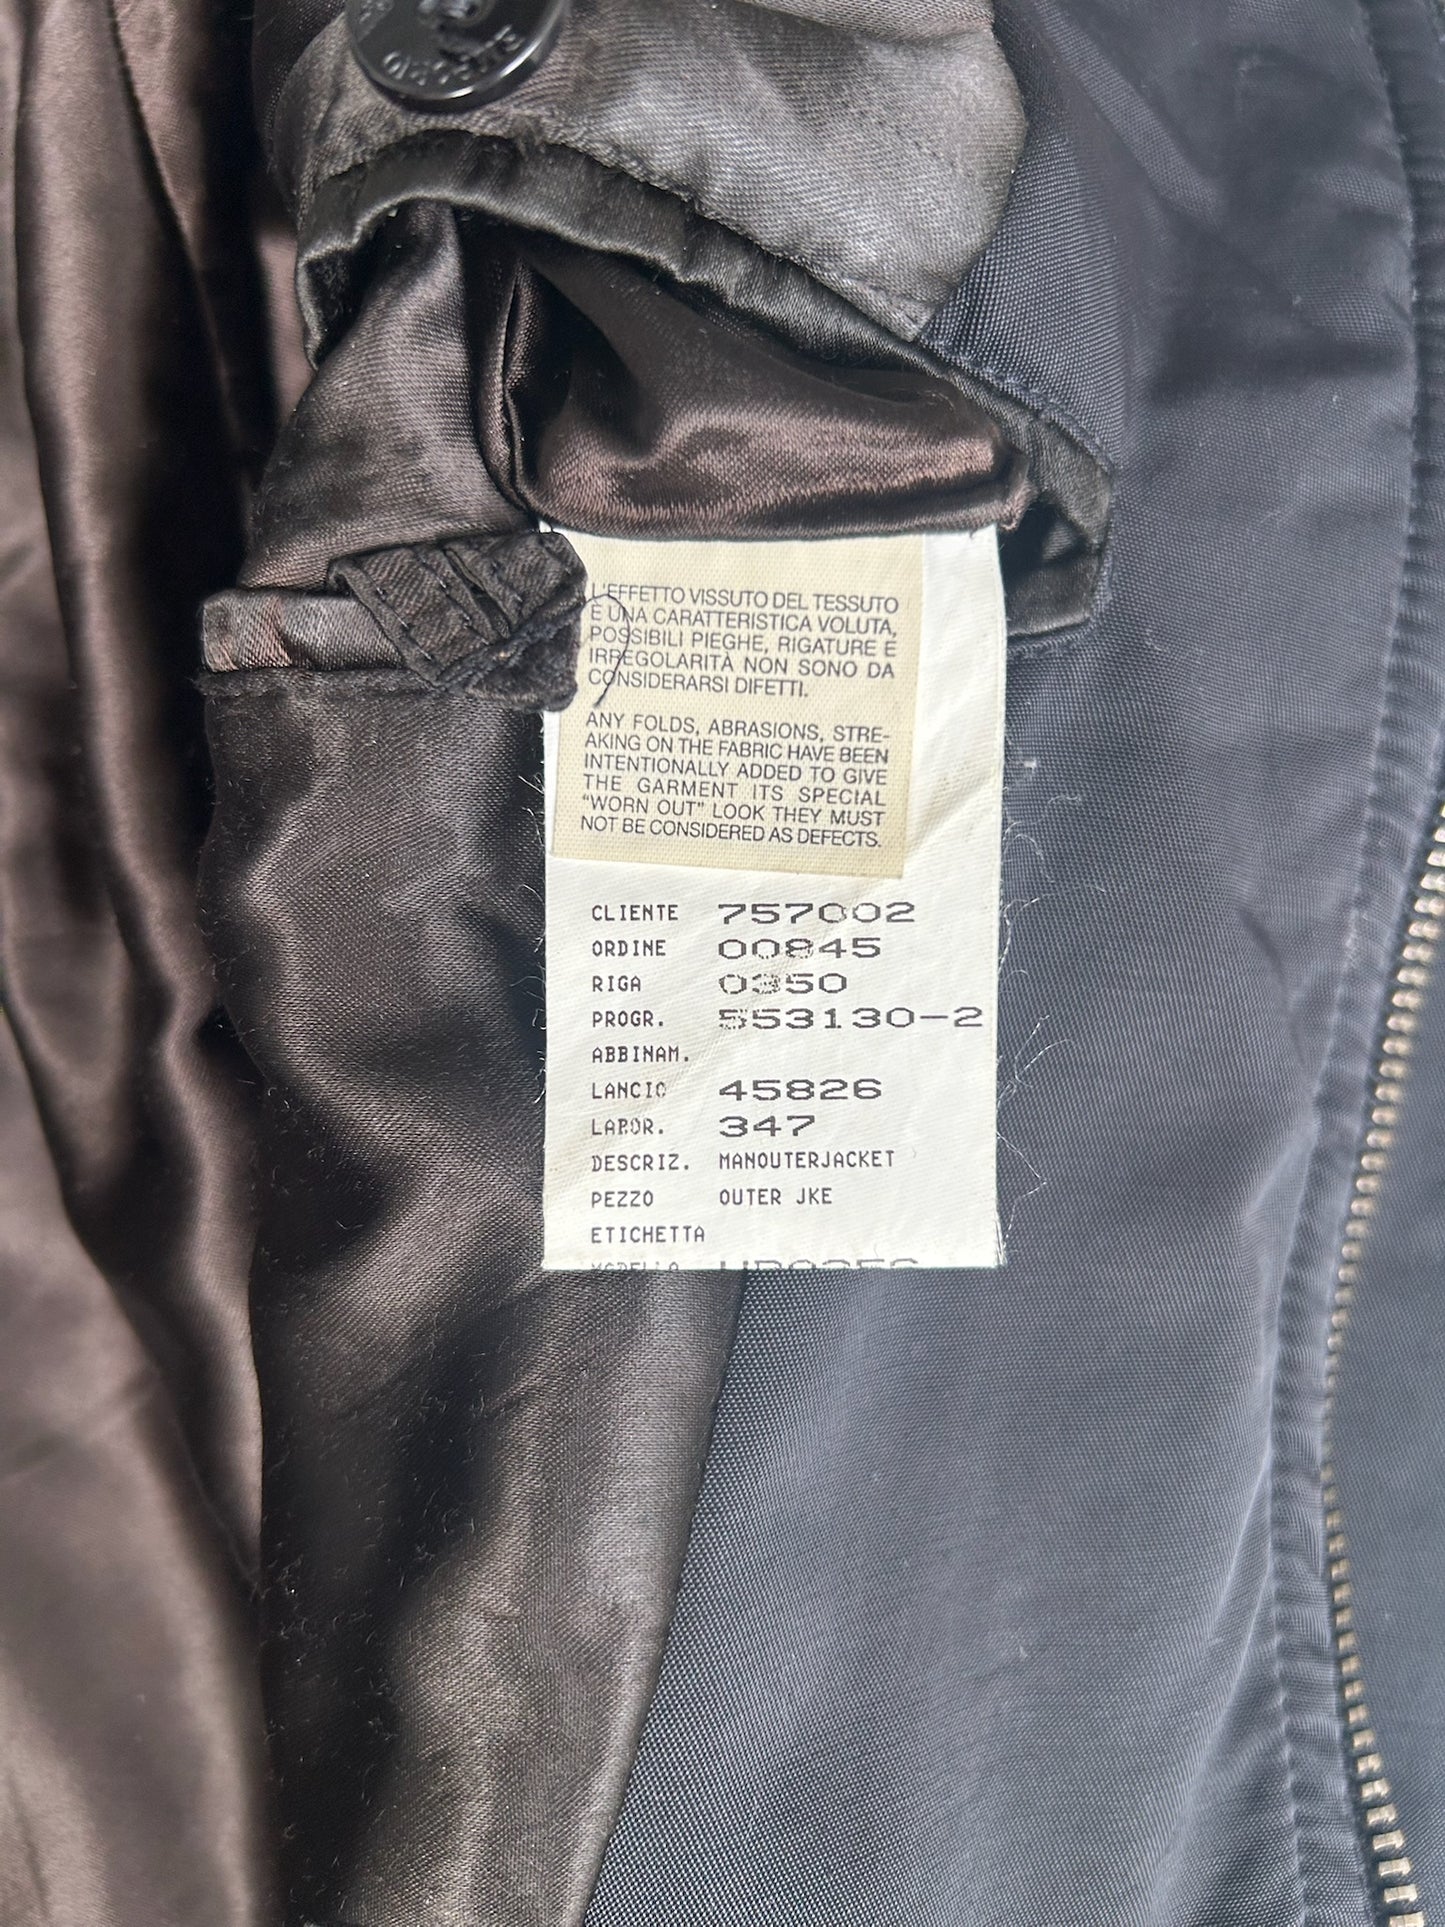 L'EFFETTO VISSUTO DEL TESSUTO
È UNA CARATTERISTICA VOLUTA,
POSSIBILI PIEGHE, RIGATURE E
IRREGOLARITÀ NON SONO DA
CONSIDERARSI DIFETTI.
ANY FOLDS, ABRASIONS, STRE-
AKING ON THE FABRIC HAVE BEEN
INTENTIONALLY ADDED TO GIVE
THE GARMENT ITS SPECIAL
"WORN OUT" LOOK THEY MUST
NOT BE CONSIDERED AS DEFECTS.
CLIENTE 757002
ORDINE 00845
RIGA 0350
PROGR. 553130-2
ABBINAM.
LANCIO 45826
LABOR. 347
DESCRIZ. MANOUTERJACKET
PEZZO OUTER JKE
ETICHETTA